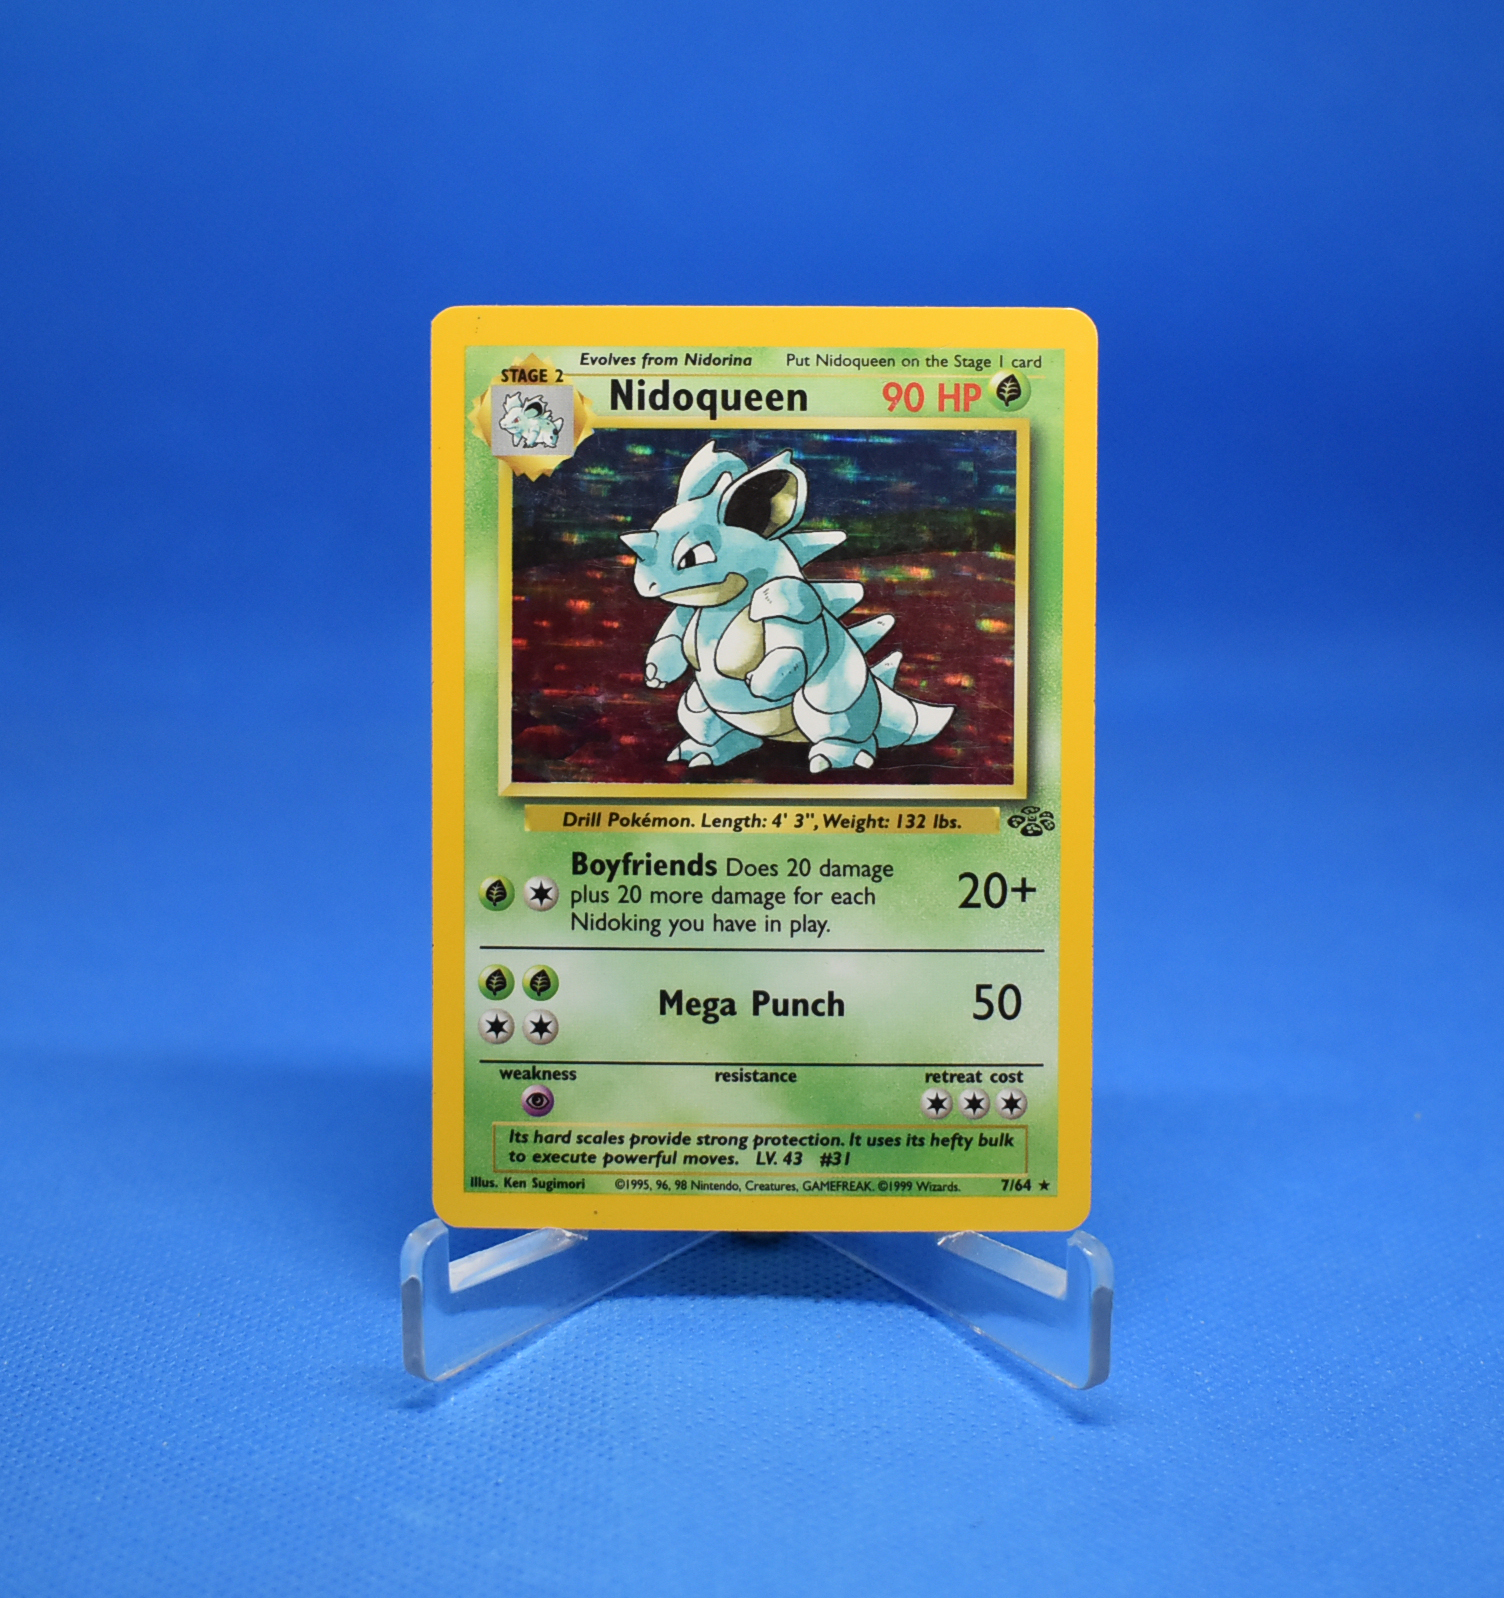 Evolves from Nidorina Put Nidoqueen on the Stage 1 card
STAGE 2
Nidoqueen 90 HP
Drill Pokémon. Length: 4' 3", Weight: 132 lbs.
Boyfriends Does 20 damage
plus 20 more damage for each
Nidoking you have in play.
20+
Mega Punch 50
weakness resistance retreat cost
Its hard scales provide strong protection. It uses its hefty bulk
to execute powerful moves. LV. 43 #31
Illus. Ken Sugimori ©1995, 96, 98 Nintendo, Creatures, GAMEFREAK. ©1999 Wizards. 7/64 ★